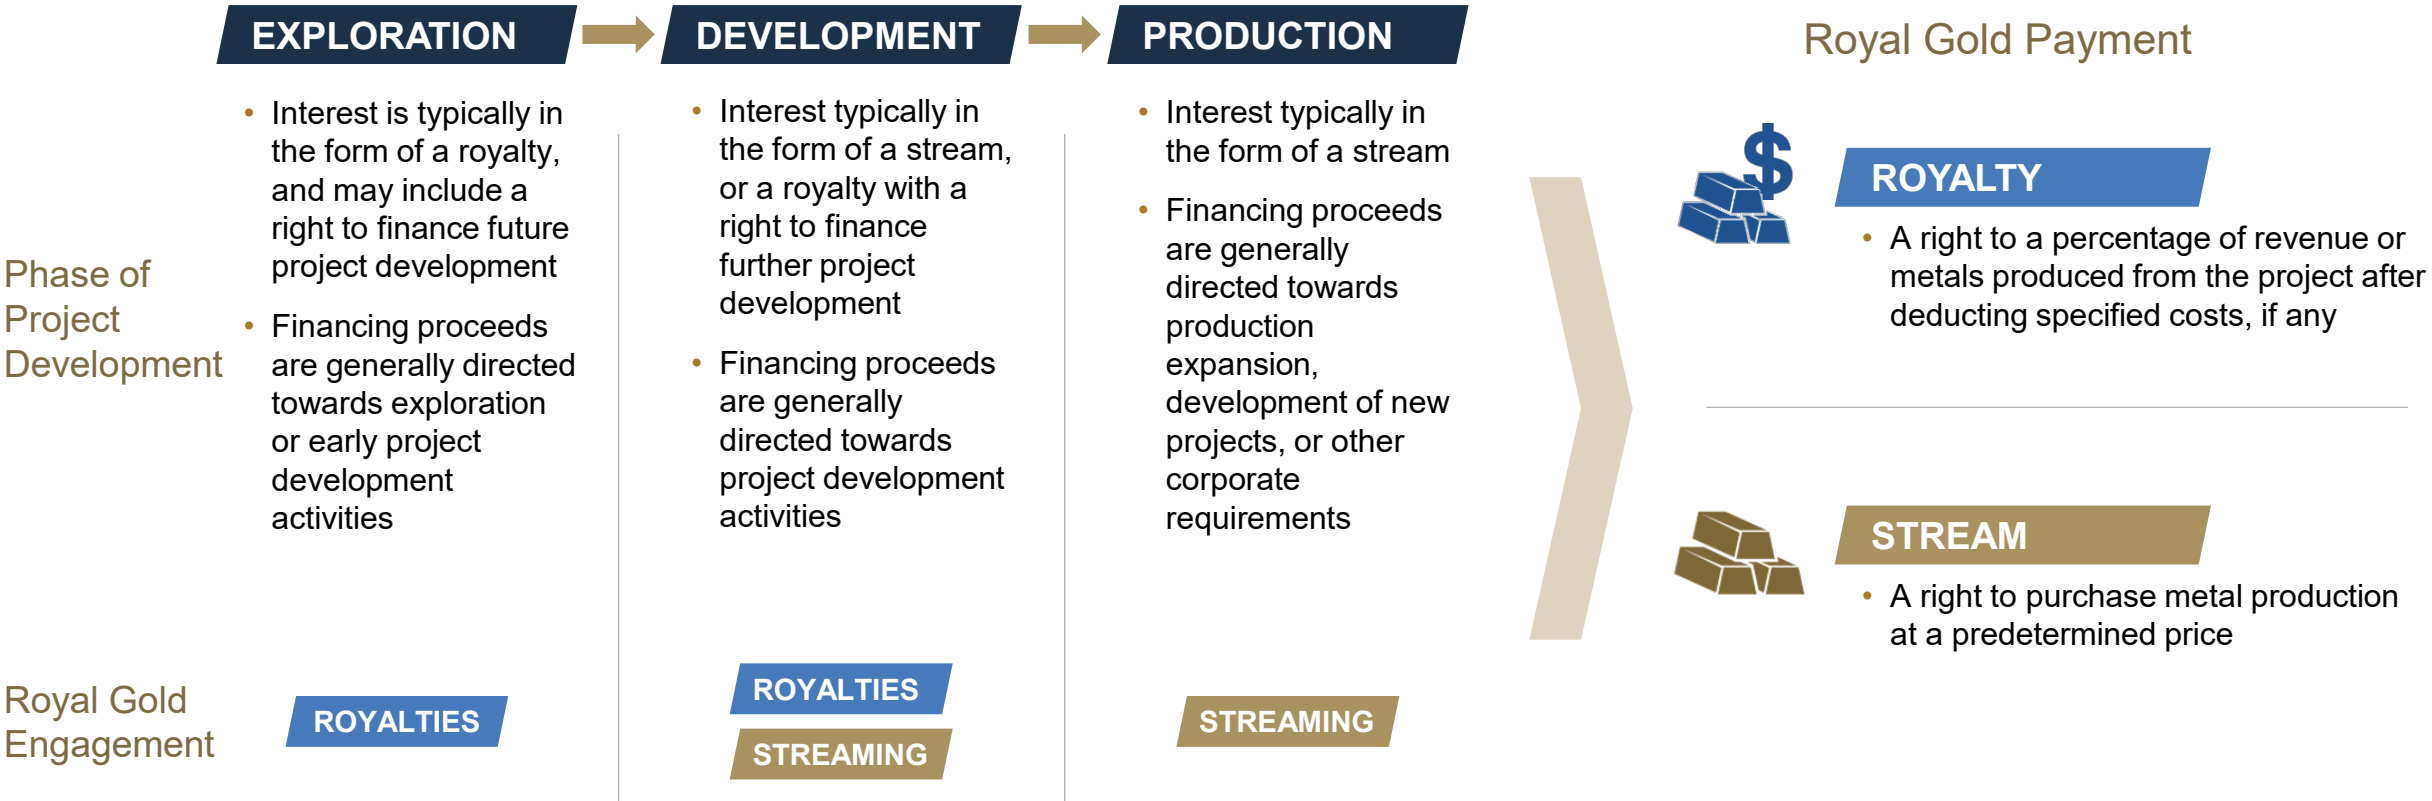 EXPLORATION
DEVELOPMENT
PRODUCTION
Royal Gold Payment
Phase of
Project
Development
• Interest is typically in
the form of a royalty,
and may include a
right to finance future
project development
• Financing proceeds
are generally directed
towards exploration
or early project
development
activities
• Interest typically in
the form of a stream,
or a royalty with a
right to finance
further project
development
• Financing proceeds
are generally
directed towards
project development
activities
• Interest typically in
the form of a stream
• Financing proceeds
are generally
directed towards
production
expansion,
development of new
projects, or other
corporate
requirements
$
ROYALTY
• A right to a percentage of revenue or
metals produced from the project after
deducting specified costs, if any
STREAM
• A right to purchase metal production
at a predetermined price
Royal Gold
Engagement
ROYALTIES
ROYALTIES
STREAMING
STREAMING